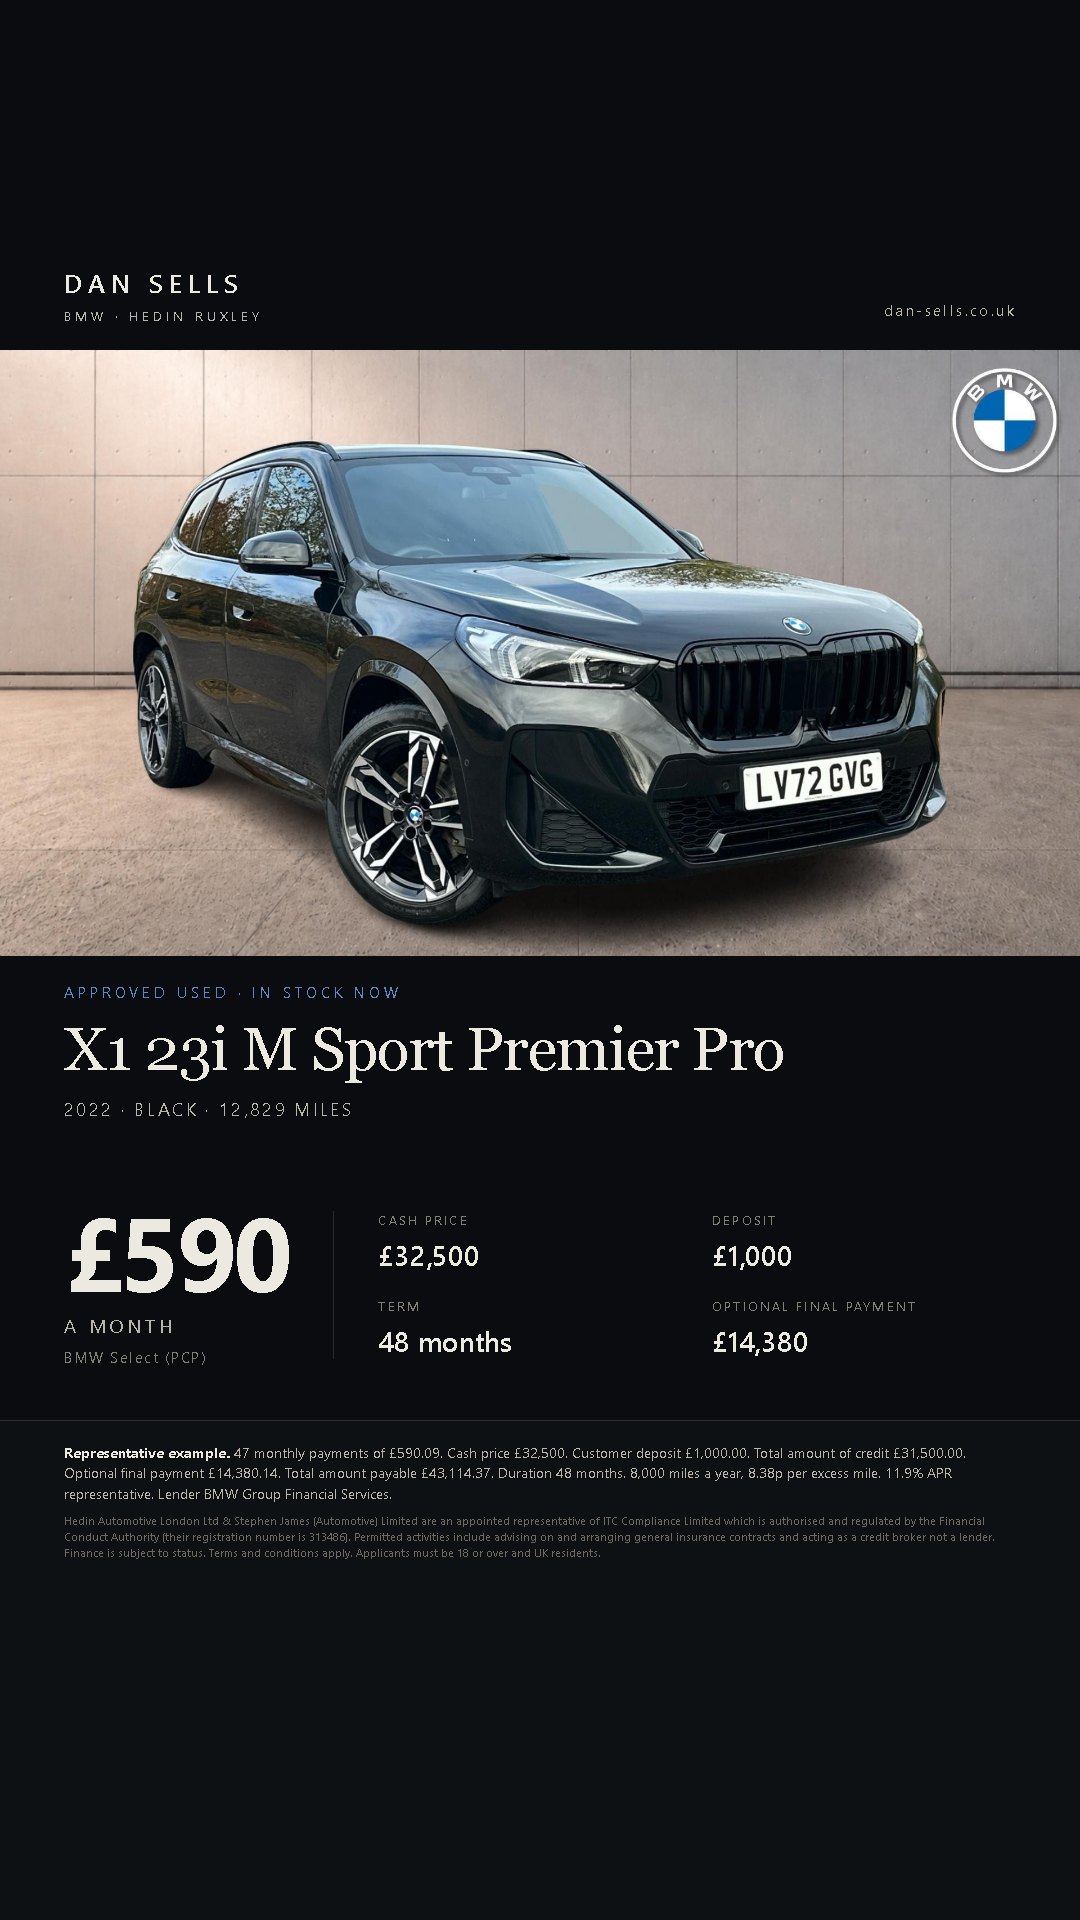 DAN SELLS
BMW · HEDIN RUXLEY
dan-sells.co.uk
BMW
LV72 GVG
APPROVED USED · IN STOCK NOW
X1 23i M Sport Premier Pro
2022 · BLACK · 12,829 MILES
£590
A MONTH
BMW Select (PCP)
CASH PRICE
£32,500
DEPOSIT
£1,000
TERM
48 months
OPTIONAL FINAL PAYMENT
£14,380
Representative example. 47 monthly payments of £590.09. Cash price £32,500. Customer deposit £1,000.00. Total amount of credit £31,500.00.
Optional final payment £14,380.14. Total amount payable £43,114.37. Duration 48 months. 8,000 miles a year, 8.38p per excess mile. 11.9% APR
representative. Lender BMW Group Financial Services.
Hedin Automotive London Ltd & Stephen James (Automotive) Limited are an appointed representative of ITC Compliance Limited which is authorised and regulated by the Financial
Conduct Authority (their registration number is 313486). Permitted activities include advising on and arranging general insurance contracts and acting as a credit broker not a lender.
Finance is subject to status. Terms and conditions apply. Applicants must be 18 or over and UK residents.